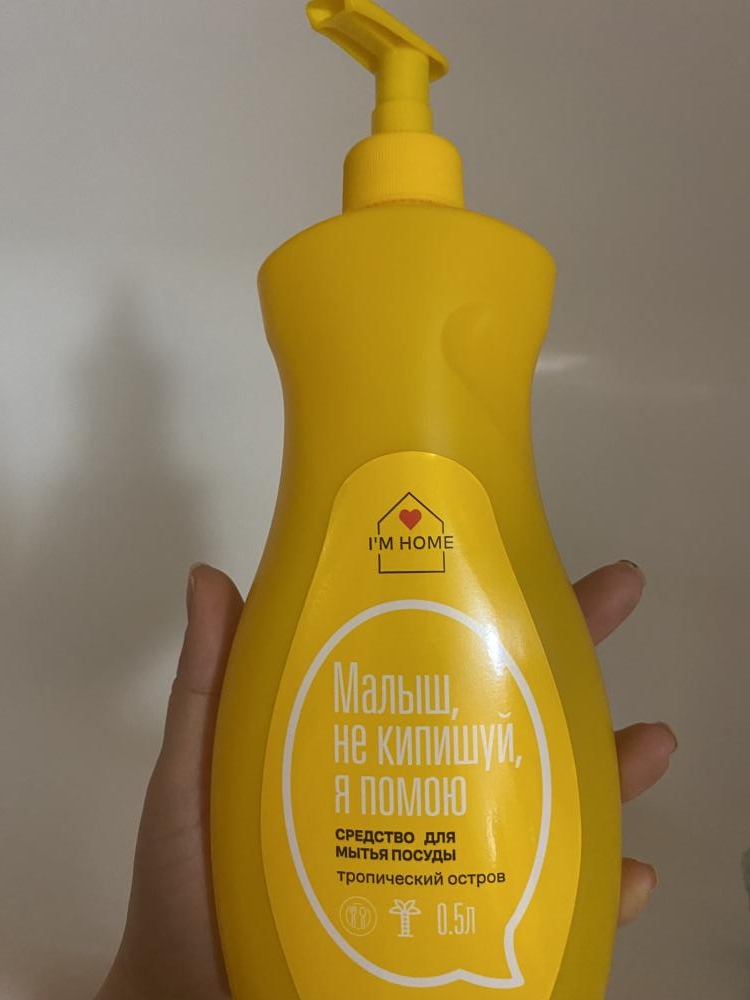 I'M HOME
Малыш,
не кипишуй,
я помою
СРЕДСТВО ДЛЯ
МЫТЬЯ ПОСУДЫ
тропический остров
0.5л